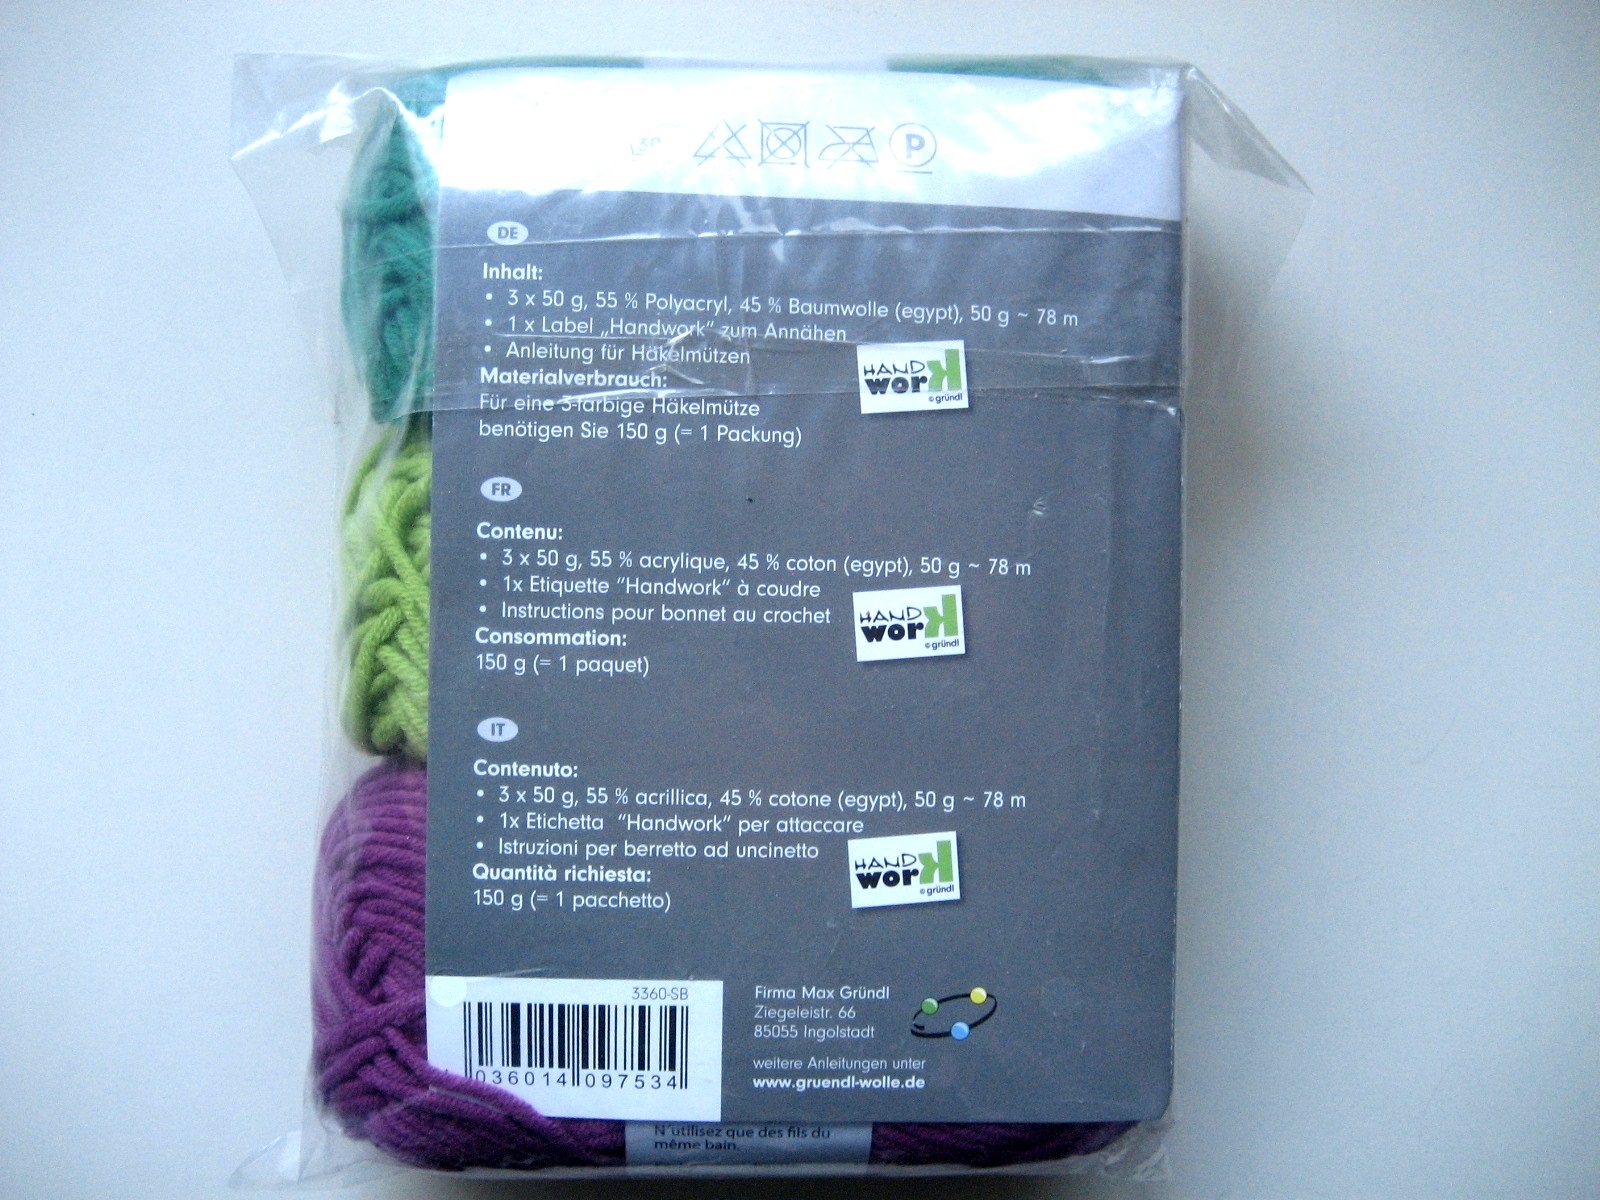 P
DE
Inhalt:
• 3 x 50 g, 55 % Polyacryl, 45 % Baumwolle (egypt), 50 g ~ 78 m
• 1 x Label „Handwork“ zum Annähen
• Anleitung für Häkelmützen
Materialverbrauch:
Für eine 3-farbige Häkelmütze
benötigen Sie 150 g (= 1 Packung)
HAND
work
© gründl
FR
Contenu:
• 3 x 50 g, 55 % acrylique, 45 % coton (egypt), 50 g ~ 78 m
• 1x Etiquette “Handwork” à coudre
• Instructions pour bonnet au crochet
Consommation:
150 g (= 1 paquet)
HAND
work
© gründl
IT
Contenuto:
• 3 x 50 g, 55 % acrillica, 45 % cotone (egypt), 50 g ~ 78 m
• 1x Etichetta “Handwork” per attaccare
• Istruzioni per berretto ad uncinetto
Quantità richiesta:
150 g (= 1 pacchetto)
HAND
work
© gründl
3360-SB
036014 097534
Firma Max Gründl
Ziegeleistr. 66
85055 Ingolstadt
weitere Anleitungen unter
www.gruendl-wolle.de
N´utilisez que des fils du
même bain.